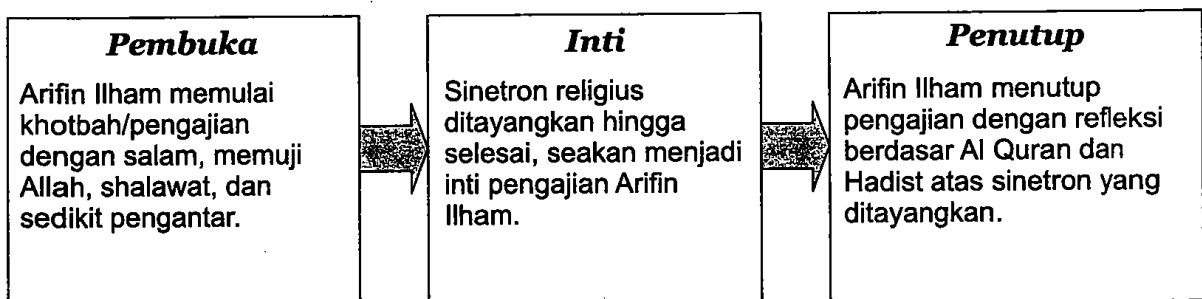 Pembuka
Arifin Ilham memulai
khotbah/pengajian
dengan salam, memuji
Allah, shalawat, dan
sedikit pengantar.
Inti
Sinetron religius
ditayangkan hingga
selesai, seakan menjadi
inti pengajian Arifin
Ilham.
Penutup
Arifin Ilham menutup
pengajian dengan refleksi
berdasar Al Quran dan
Hadist atas sinetron yang
ditayangkan.